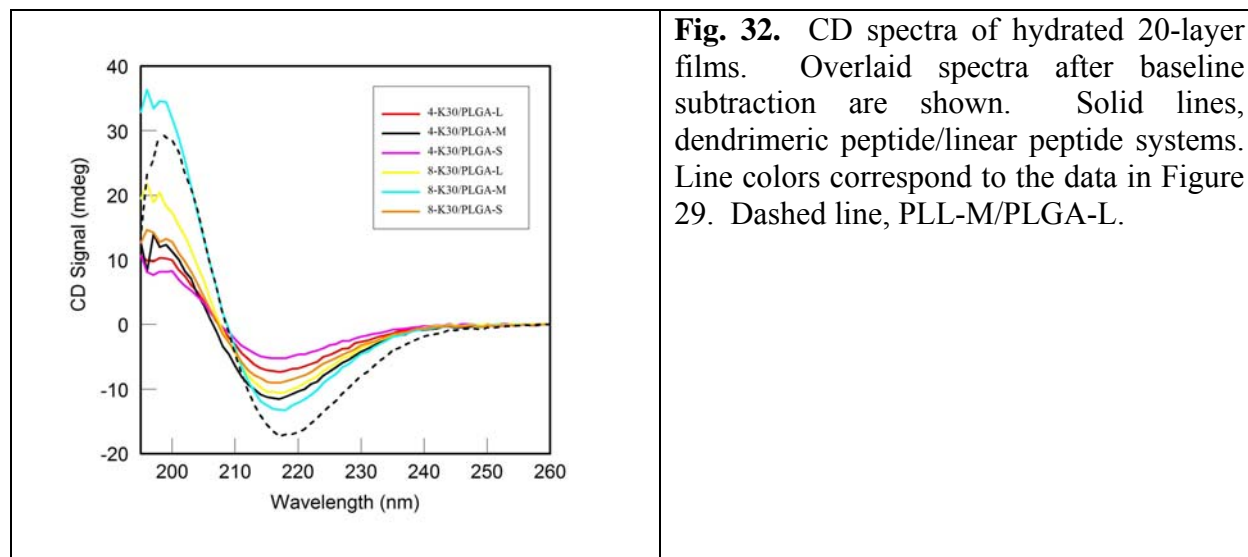 Fig. 32. CD spectra of hydrated 20-layer
films. Overlaid spectra after baseline
subtraction are shown. Solid lines,
dendrimeric peptide/linear peptide systems.
Line colors correspond to the data in Figure
29. Dashed line, PLL-M/PLGA-L.
40
30
20
10
0
-10
-20
CD Signal (mdeg)
4-K30/PLGA-L
4-K30/PLGA-M
4-K30/PLGA-S
8-K30/PLGA-L
8-K30/PLGA-M
8-K30/PLGA-S
200 210 220 230 240 250 260
Wavelength (nm)